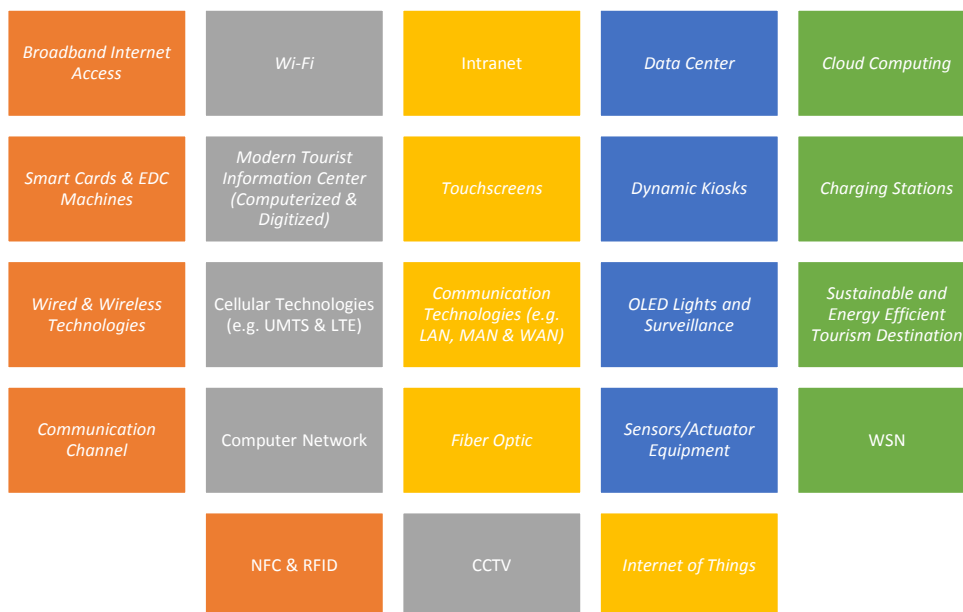 Broadband Internet
Access
Wi-Fi
Intranet
Data Center
Cloud Computing
Smart Cards & EDC
Machines
Modern Tourist
Information Center
(Computerized &
Digitized)
Touchscreens
Dynamic Kiosks
Charging Stations
Wired & Wireless
Technologies
Cellular Technologies
(e.g. UMTS & LTE)
Communication
Technologies (e.g.
LAN, MAN & WAN)
OLED Lights and
Surveillance
Sustainable and
Energy Efficient
Tourism Destination
Communication
Channel
Computer Network
Fiber Optic
Sensors/Actuator
Equipment
WSN
NFC & RFID
CCTV
Internet of Things